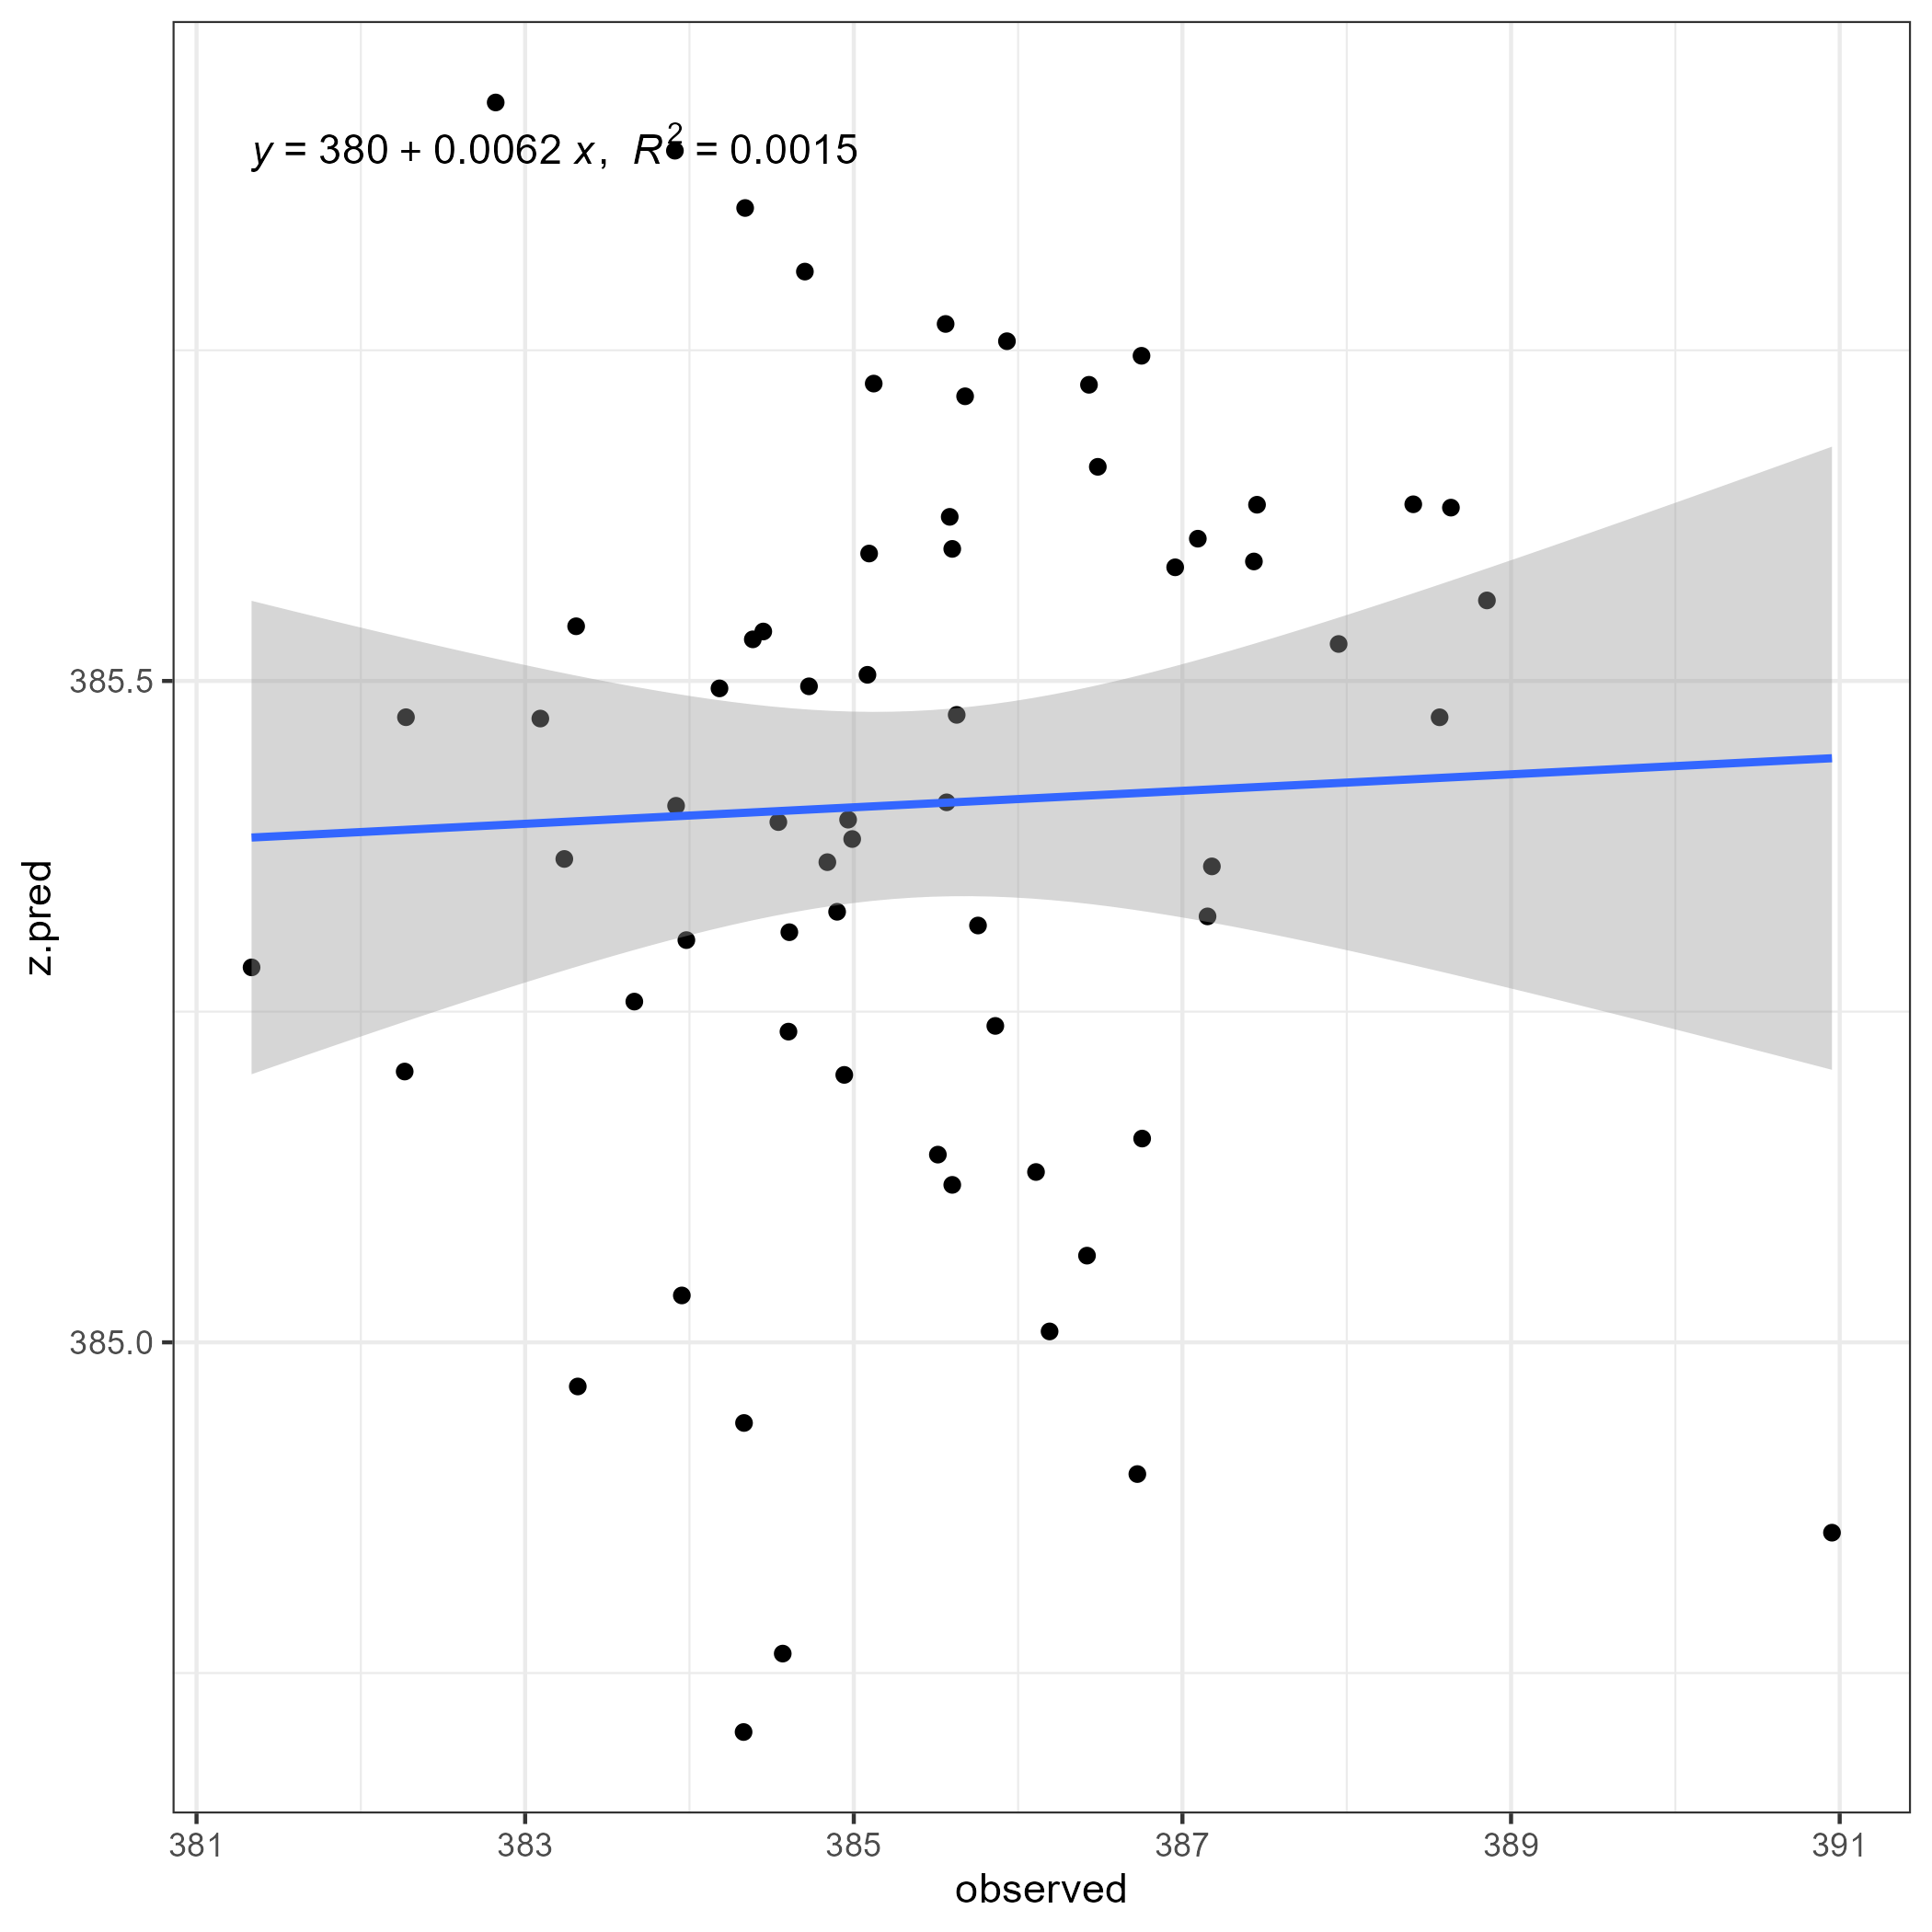 y = 380 + 0.0062 x, R² = 0.0015
385.5
385.0
z.pred
381 383 385 387 389 391
observed